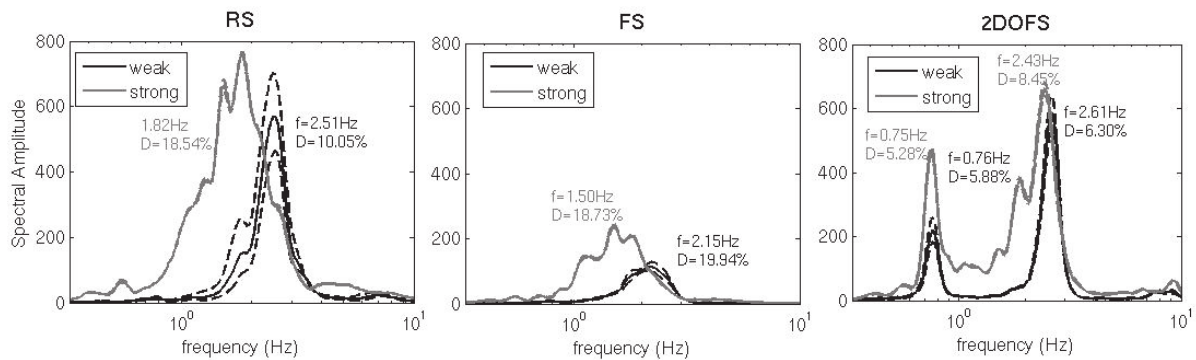 RS
800
600
400
200
0
Spectral Amplitude
weak
strong
1.82Hz
D=18.54%
f=2.51Hz
D=10.05%
10^0
10^1
frequency (Hz)
FS
800
600
400
200
0
weak
strong
f=1.50Hz
D=18.73%
f=2.15Hz
D=19.94%
10^0
10^1
frequency (Hz)
2DOFS
800
600
400
200
0
weak
strong
f=2.43Hz
D=8.45%
f=2.61Hz
D=6.30%
f=0.75Hz
D=5.28%
f=0.76Hz
D=5.88%
10^0
10^1
frequency (Hz)